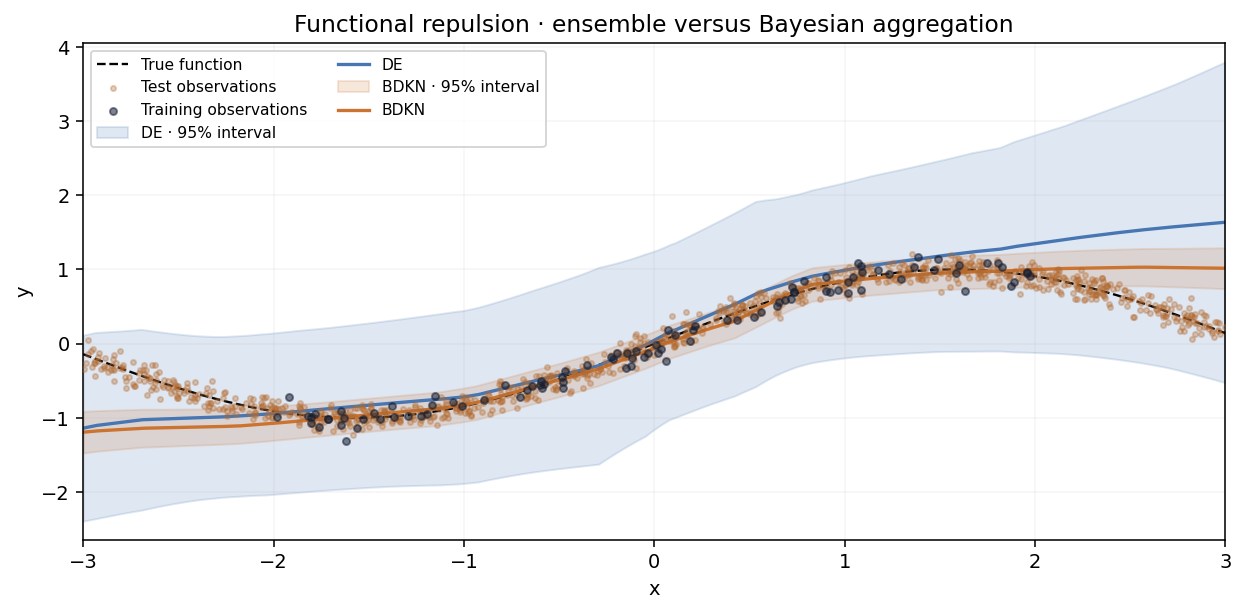 Functional repulsion · ensemble versus Bayesian aggregation
True function
Test observations
Training observations
DE · 95% interval
DE
BDKN · 95% interval
BDKN
4
3
2
1
0
−1
−2
y
−3
−2
−1
0
1
2
3
x